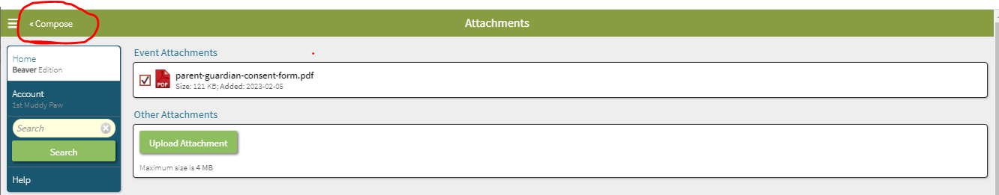 « Compose
Attachments
Home
Beaver Edition
Account
1st Muddy Paw
Search
Search
Help
Event Attachments
PDF
parent-guardian-consent-form.pdf
Size: 121 KB; Added: 2023-02-05
Other Attachments
Upload Attachment
Maximum size is 4 MB